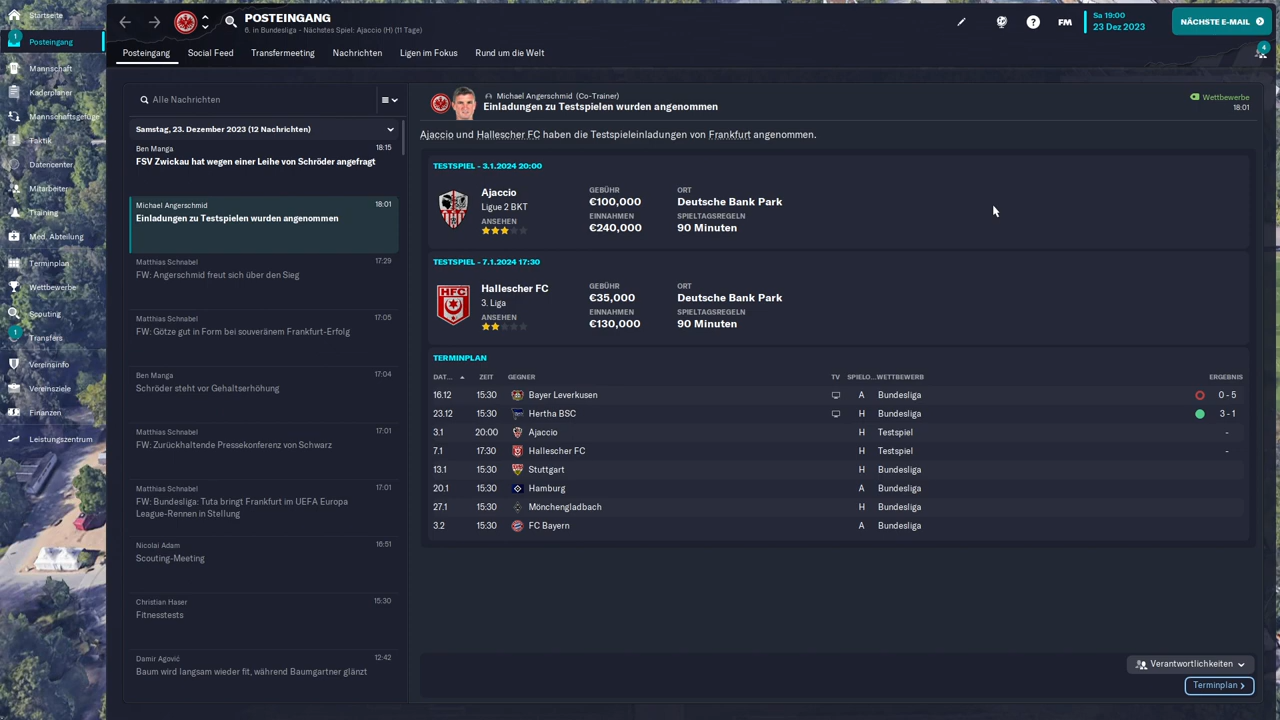 Startseite
1
Posteingang
Mannschaft
Kaderplaner
Mannschaftsgefüge
Taktik
Datencenter
Mitarbeiter
Training
Med. Abteilung
Terminplan
Wettbewerbe
Scouting
1
Transfers
Vereinsinfo
Vereinsziele
Finanzen
Leistungszentrum
POSTEINGANG
6. in Bundesliga - Nächstes Spiel: Ajaccio (H) (11 Tage)
FM
Sa 19:00
23 Dez 2023
NÄCHSTE E-MAIL
4
Posteingang Social Feed Transfermeeting Nachrichten Ligen im Fokus Rund um die Welt
Alle Nachrichten
Samstag, 23. Dezember 2023 (12 Nachrichten)
Ben Manga 18:15
FSV Zwickau hat wegen einer Leihe von Schröder angefragt
Michael Angerschmid 18:01
Einladungen zu Testspielen wurden angenommen
Matthias Schnabel 17:29
FW: Angerschmid freut sich über den Sieg
Matthias Schnabel 17:05
FW: Götze gut in Form bei souveränem Frankfurt-Erfolg
Ben Manga 17:04
Schröder steht vor Gehaltserhöhung
Matthias Schnabel 17:01
FW: Zurückhaltende Pressekonferenz von Schwarz
Matthias Schnabel 17:01
FW: Bundesliga: Tuta bringt Frankfurt im UEFA Europa
League-Rennen in Stellung
Nicolai Adam 16:51
Scouting-Meeting
Christian Haser 15:30
Fitnesstests
Damir Agović 12:42
Baum wird langsam wieder fit, während Baumgartner glänzt
Michael Angerschmid (Co-Trainer)
Einladungen zu Testspielen wurden angenommen
Wettbewerbe
18:01
Ajaccio und Hallescher FC haben die Testspieleinladungen von Frankfurt angenommen.
TESTSPIEL - 3.1.2024 20:00
Ajaccio
Ligue 2 BKT
ANSEHEN
GEBÜHR
€100,000
EINNAHMEN
€240,000
ORT
Deutsche Bank Park
SPIELTAGSREGELN
90 Minuten
TESTSPIEL - 7.1.2024 17:30
HFC
Hallescher FC
3. Liga
ANSEHEN
GEBÜHR
€35,000
EINNAHMEN
€130,000
ORT
Deutsche Bank Park
SPIELTAGSREGELN
90 Minuten
TERMINPLAN
DAT... ZEIT GEGNER TV SPIELO... WETTBEWERB ERGEBNIS
16.12 15:30 Bayer Leverkusen A Bundesliga 0 - 5
23.12 15:30 Hertha BSC H Bundesliga 3 - 1
3.1 20:00 Ajaccio H Testspiel -
7.1 17:30 Hallescher FC H Testspiel -
13.1 15:30 Stuttgart H Bundesliga
20.1 15:30 Hamburg A Bundesliga
27.1 15:30 Mönchengladbach H Bundesliga
3.2 15:30 FC Bayern A Bundesliga
Verantwortlichkeiten
Terminplan